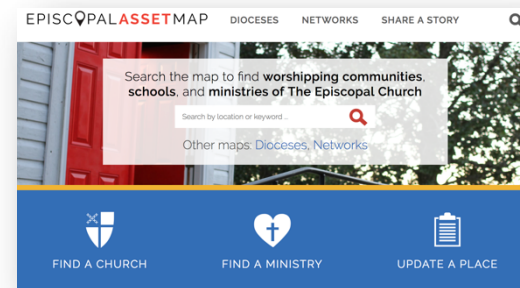 EPISCOPALASSETMAP DIOCESES NETWORKS SHARE A STORY
Search the map to find worshipping communities,
schools, and ministries of The Episcopal Church
Search by location or keyword ..
Other maps: Dioceses, Networks
FIND A CHURCH FIND A MINISTRY UPDATE A PLACE